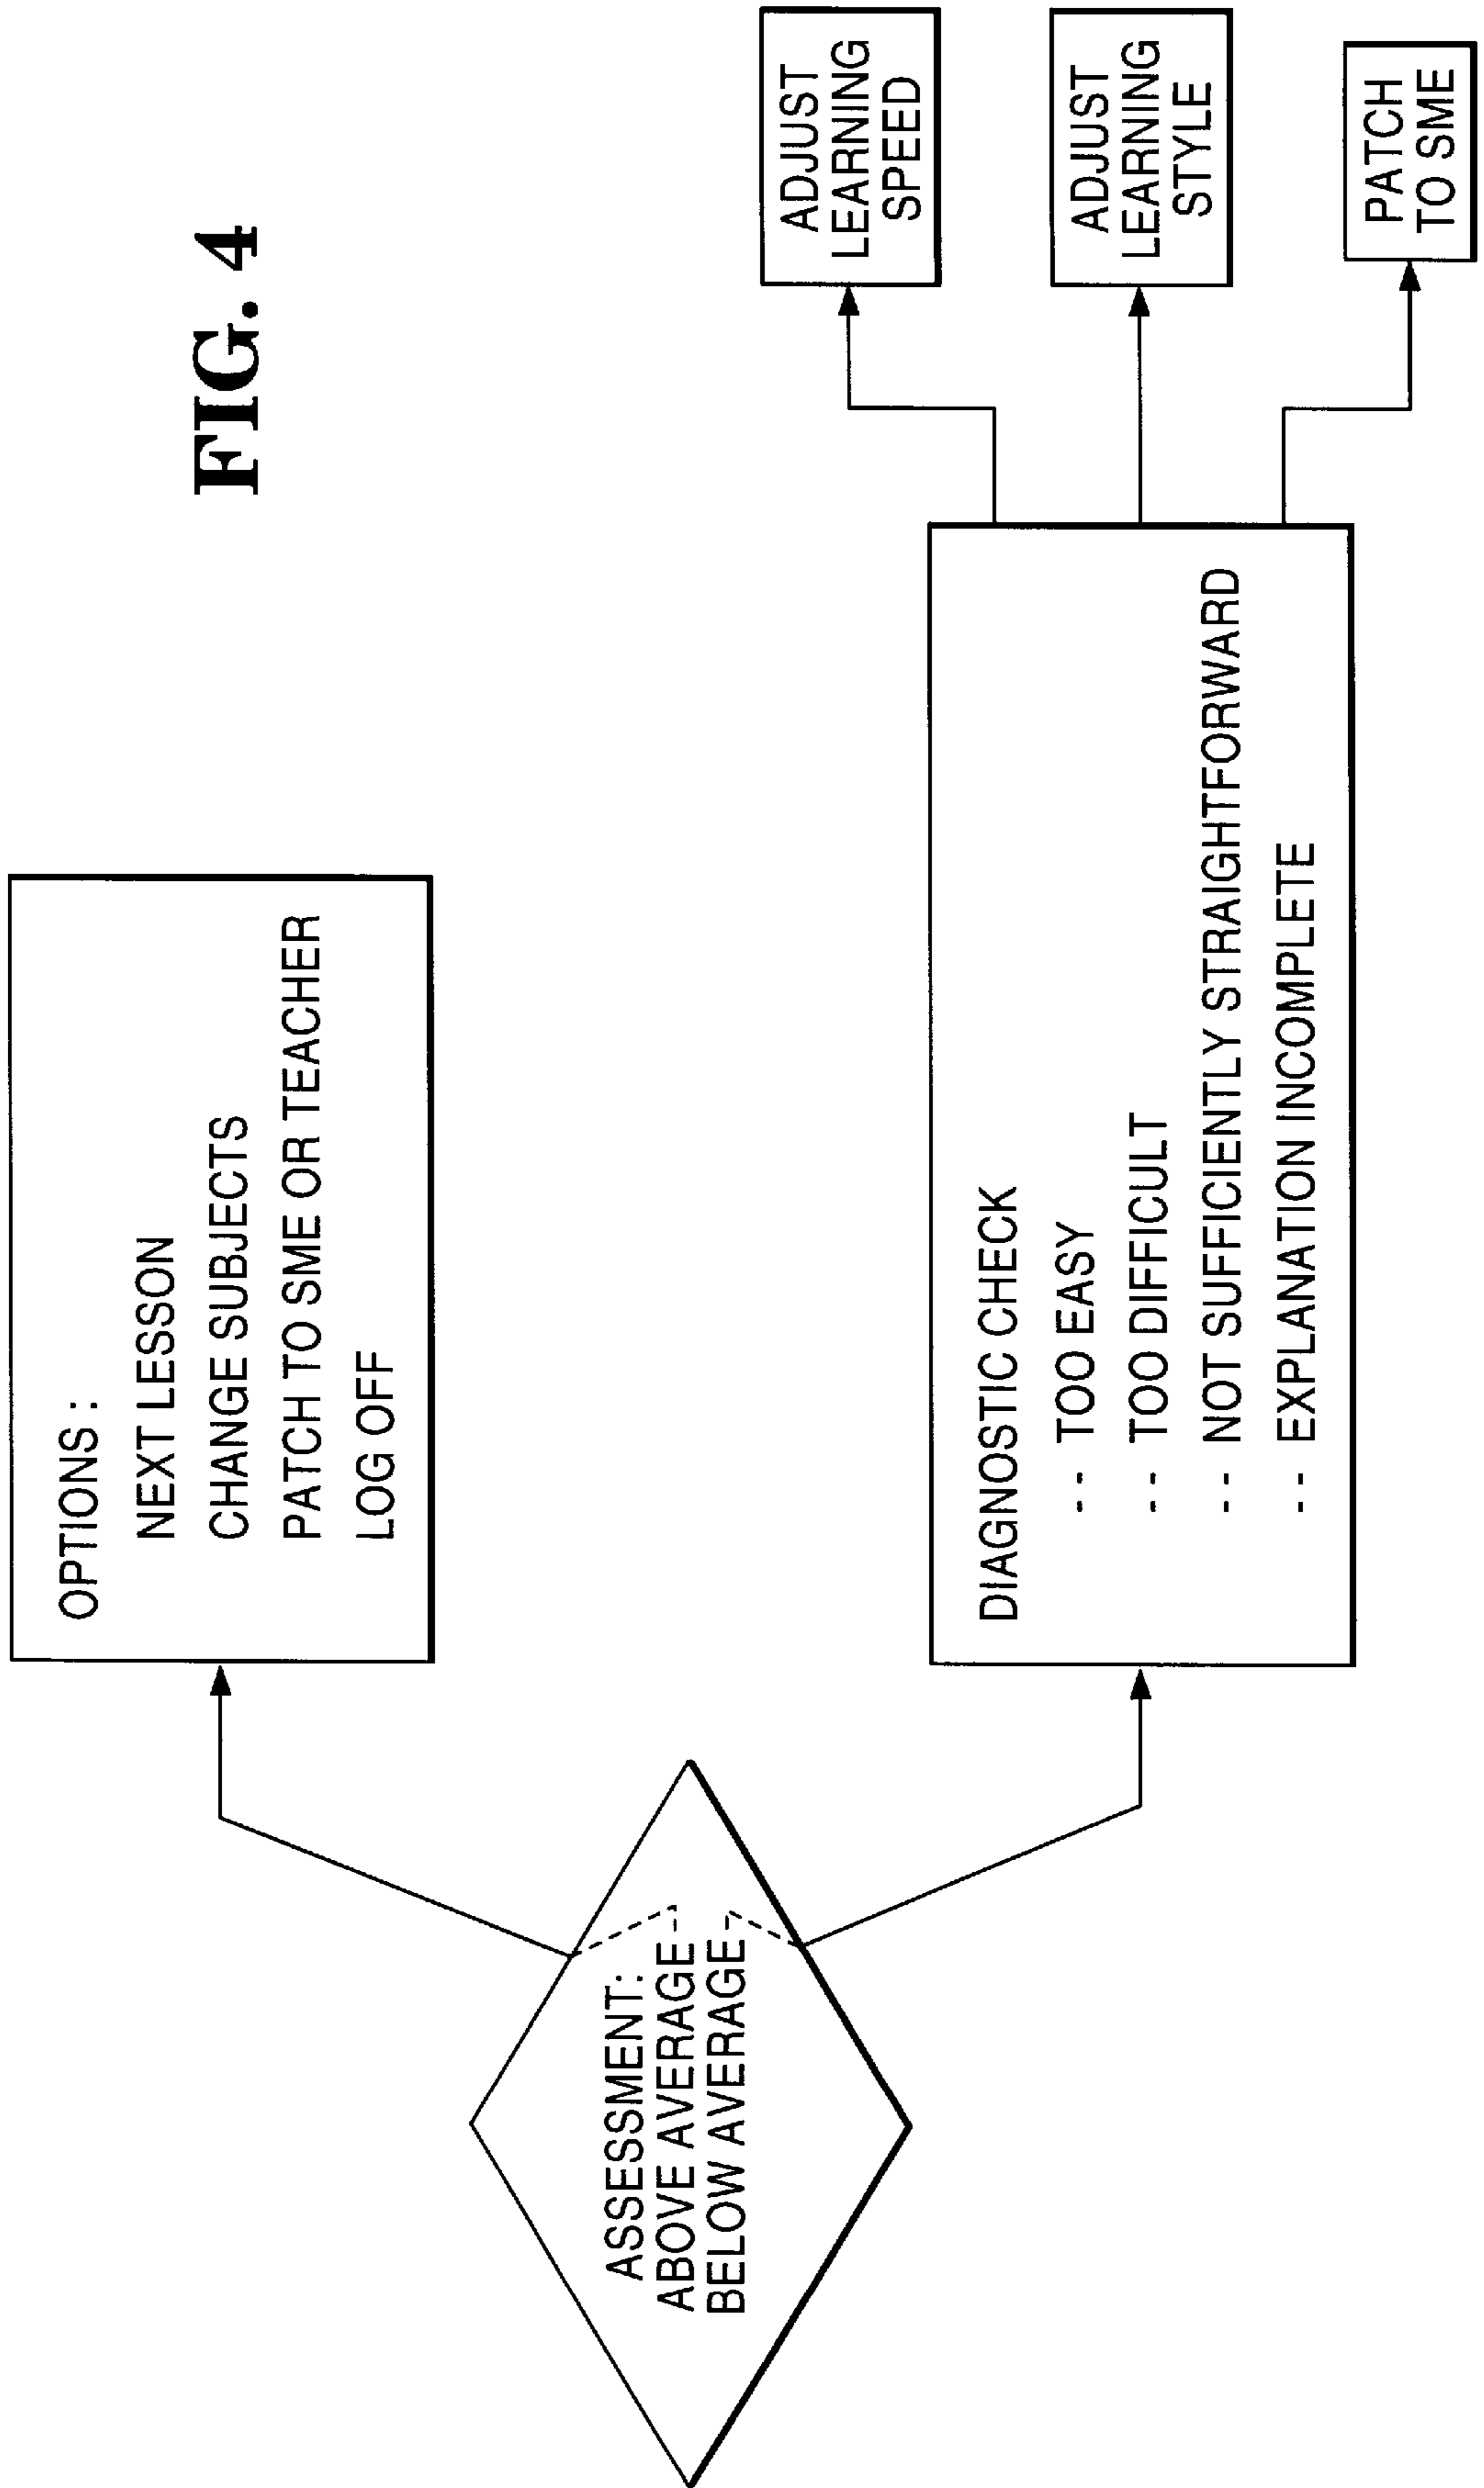 FIG. 4
OPTIONS :
NEXT LESSON
CHANGE SUBJECTS
PATCH TO SME OR TEACHER
LOG OFF
ASSESSMENT:
ABOVE AVERAGE
BELOW AVERAGE
DIAGNOSTIC CHECK
-- TOO EASY
-- TOO DIFFICULT
-- NOT SUFFICIENTLY STRAIGHTFORWARD
-- EXPLANATION INCOMPLETE
ADJUST
LEARNING
SPEED
ADJUST
LEARNING
STYLE
PATCH
TO SME